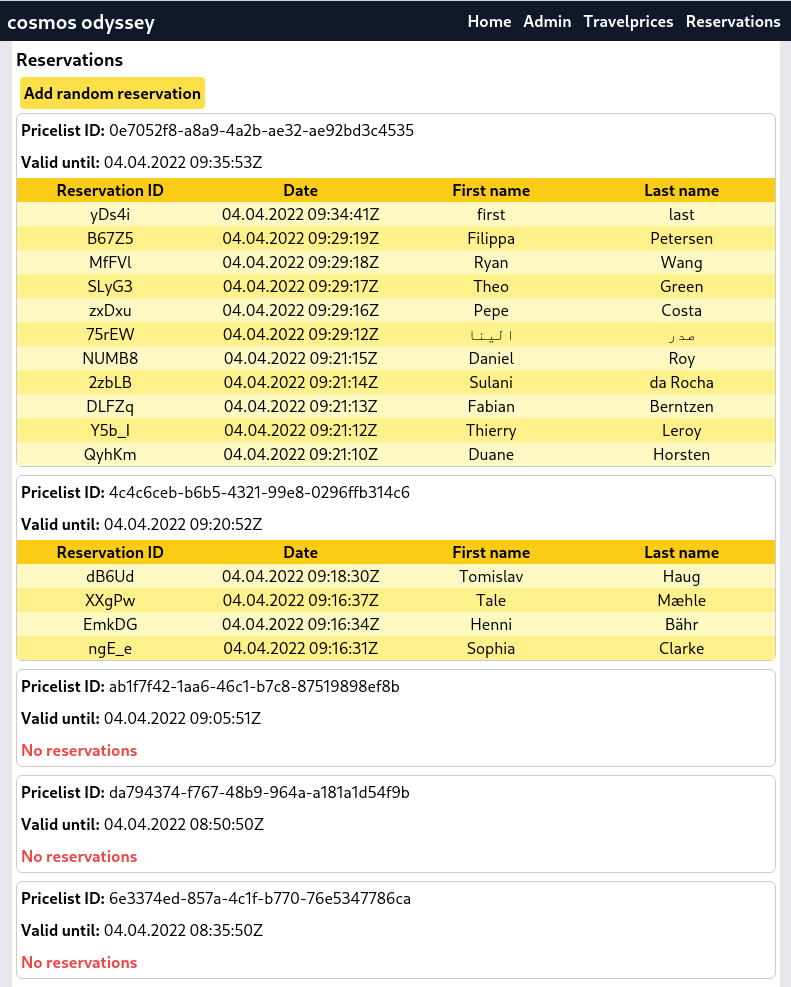 cosmos odyssey Home Admin Travelprices Reservations
Reservations
Add random reservation
Pricelist ID: 0e7052f8-a8a9-4a2b-ae32-ae92bd3c4535
Valid until: 04.04.2022 09:35:53Z
Reservation ID Date First name Last name
yDs4i 04.04.2022 09:34:41Z first last
B67Z5 04.04.2022 09:29:19Z Filippa Petersen
MfFVl 04.04.2022 09:29:18Z Ryan Wang
SLyG3 04.04.2022 09:29:17Z Theo Green
zxDxu 04.04.2022 09:29:16Z Pepe Costa
75rEW 04.04.2022 09:29:12Z الینا صدر
NUMB8 04.04.2022 09:21:15Z Daniel Roy
2zbLB 04.04.2022 09:21:14Z Sulani da Rocha
DLFZq 04.04.2022 09:21:13Z Fabian Berntzen
Y5b_I 04.04.2022 09:21:12Z Thierry Leroy
QyhKm 04.04.2022 09:21:10Z Duane Horsten
Pricelist ID: 4c4c6ceb-b6b5-4321-99e8-0296ffb314c6
Valid until: 04.04.2022 09:20:52Z
Reservation ID Date First name Last name
dB6Ud 04.04.2022 09:18:30Z Tomislav Haug
XXgPw 04.04.2022 09:16:37Z Tale Mæhle
EmkDG 04.04.2022 09:16:34Z Henni Bähr
ngE_e 04.04.2022 09:16:31Z Sophia Clarke
Pricelist ID: ab1f7f42-1aa6-46c1-b7c8-87519898ef8b
Valid until: 04.04.2022 09:05:51Z
No reservations
Pricelist ID: da794374-f767-48b9-964a-a181a1d54f9b
Valid until: 04.04.2022 08:50:50Z
No reservations
Pricelist ID: 6e3374ed-857a-4c1f-b770-76e5347786ca
Valid until: 04.04.2022 08:35:50Z
No reservations